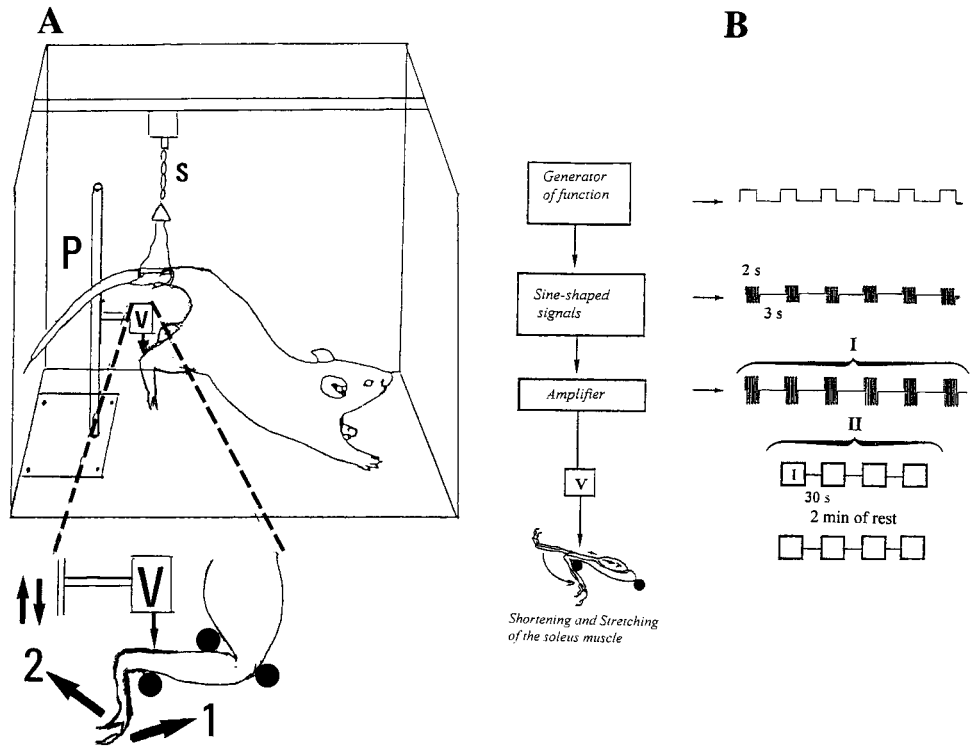 A
B
s
P
V
V
2
1
Generator
of function
Sine-shaped
signals
Amplifier
V
Shortening and Stretching
of the soleus muscle
2 s
3 s
I
II
I
30 s
2 min of rest